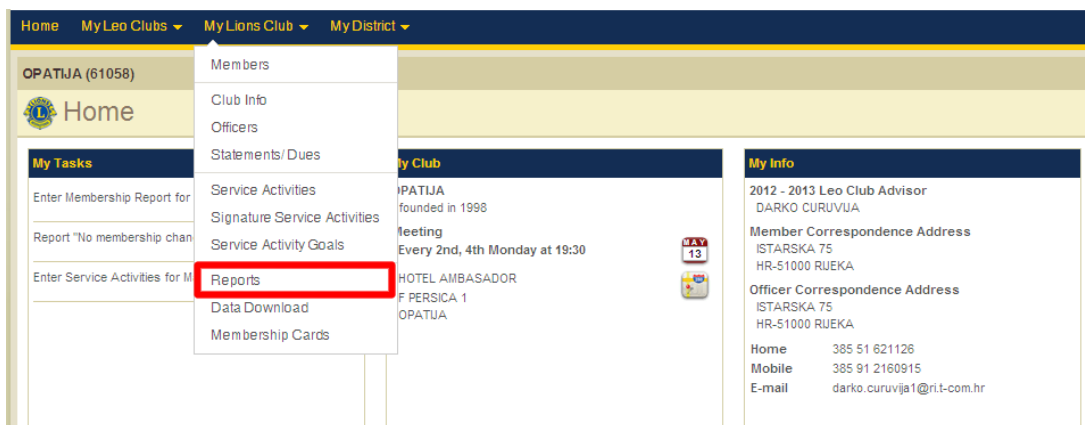 Home My Leo Clubs My Lions Club My District
OPATIJA (61058)
Home
Members
Club Info
Officers
Statements/ Dues
Service Activities
Signature Service Activities
Service Activity Goals
Reports
Data Download
Membership Cards
My Tasks
Enter Membership Report for
Report "No membership chan
Enter Service Activities for M
My Club
OPATIJA
founded in 1998
Meeting
Every 2nd, 4th Monday at 19:30
MAY
13
HOTEL AMBASADOR
F PERSICA 1
OPATIJA
My Info
2012 - 2013 Leo Club Advisor
DARKO CURUVIJA
Member Correspondence Address
ISTARSKA 75
HR-51000 RIJEKA
Officer Correspondence Address
ISTARSKA 75
HR-51000 RIJEKA
Home 385 51 621126
Mobile 385 91 2160915
E-mail darko.curuvija1@ri.t-com.hr